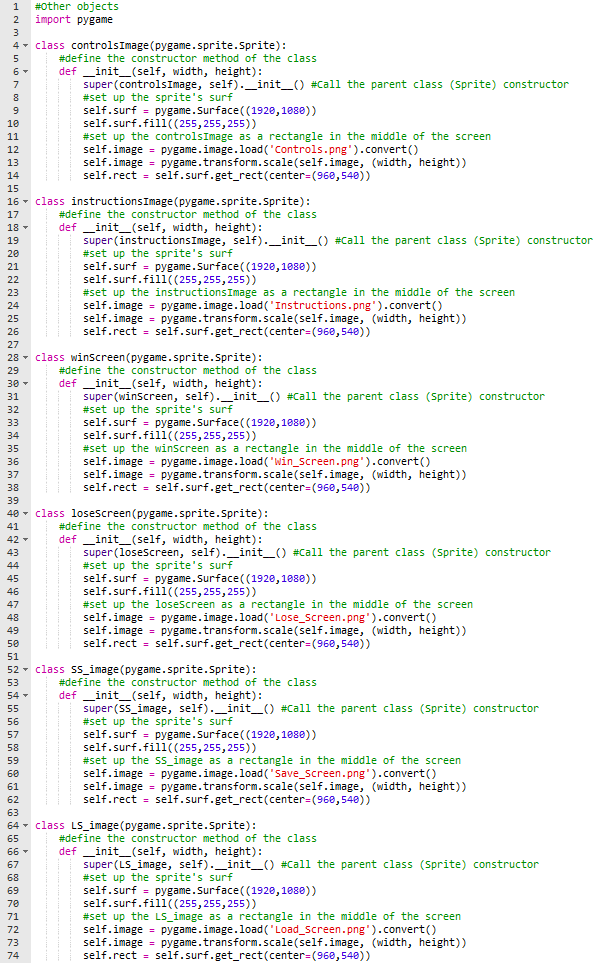 1 #Other objects
2 import pygame
3
4 class controlsImage(pygame.sprite.Sprite):
5 #define the constructor method of the class
6 def __init__(self, width, height):
7 super(controlsImage, self).__init__() #Call the parent class (Sprite) constructor
8 #set up the sprite's surf
9 self.surf = pygame.Surface((1920,1080))
10 self.surf.fill((255,255,255))
11 #set up the controlsImage as a rectangle in the middle of the screen
12 self.image = pygame.image.load('Controls.png').convert()
13 self.image = pygame.transform.scale(self.image, (width, height))
14 self.rect = self.surf.get_rect(center=(960,540))
15
16 class instructionsImage(pygame.sprite.Sprite):
17 #define the constructor method of the class
18 def __init__(self, width, height):
19 super(instructionsImage, self).__init__() #Call the parent class (Sprite) constructor
20 #set up the sprite's surf
21 self.surf = pygame.Surface((1920,1080))
22 self.surf.fill((255,255,255))
23 #set up the instructionsImage as a rectangle in the middle of the screen
24 self.image = pygame.image.load('Instructions.png').convert()
25 self.image = pygame.transform.scale(self.image, (width, height))
26 self.rect = self.surf.get_rect(center=(960,540))
27
28 class winScreen(pygame.sprite.Sprite):
29 #define the constructor method of the class
30 def __init__(self, width, height):
31 super(winScreen, self).__init__() #Call the parent class (Sprite) constructor
32 #set up the sprite's surf
33 self.surf = pygame.Surface((1920,1080))
34 self.surf.fill((255,255,255))
35 #set up the winScreen as a rectangle in the middle of the screen
36 self.image = pygame.image.load('Win_Screen.png').convert()
37 self.image = pygame.transform.scale(self.image, (width, height))
38 self.rect = self.surf.get_rect(center=(960,540))
39
40 class loseScreen(pygame.sprite.Sprite):
41 #define the constructor method of the class
42 def __init__(self, width, height):
43 super(loseScreen, self).__init__() #Call the parent class (Sprite) constructor
44 #set up the sprite's surf
45 self.surf = pygame.Surface((1920,1080))
46 self.surf.fill((255,255,255))
47 #set up the loseScreen as a rectangle in the middle of the screen
48 self.image = pygame.image.load('Lose_Screen.png').convert()
49 self.image = pygame.transform.scale(self.image, (width, height))
50 self.rect = self.surf.get_rect(center=(960,540))
51
52 class SS_image(pygame.sprite.Sprite):
53 #define the constructor method of the class
54 def __init__(self, width, height):
55 super(SS_image, self).__init__() #Call the parent class (Sprite) constructor
56 #set up the sprite's surf
57 self.surf = pygame.Surface((1920,1080))
58 self.surf.fill((255,255,255))
59 #set up the SS_image as a rectangle in the middle of the screen
60 self.image = pygame.image.load('Save_Screen.png').convert()
61 self.image = pygame.transform.scale(self.image, (width, height))
62 self.rect = self.surf.get_rect(center=(960,540))
63
64 class LS_image(pygame.sprite.Sprite):
65 #define the constructor method of the class
66 def __init__(self, width, height):
67 super(LS_image, self).__init__() #Call the parent class (Sprite) constructor
68 #set up the sprite's surf
69 self.surf = pygame.Surface((1920,1080))
70 self.surf.fill((255,255,255))
71 #set up the LS_image as a rectangle in the middle of the screen
72 self.image = pygame.image.load('Load_Screen.png').convert()
73 self.image = pygame.transform.scale(self.image, (width, height))
74 self.rect = self.surf.get_rect(center=(960,540))